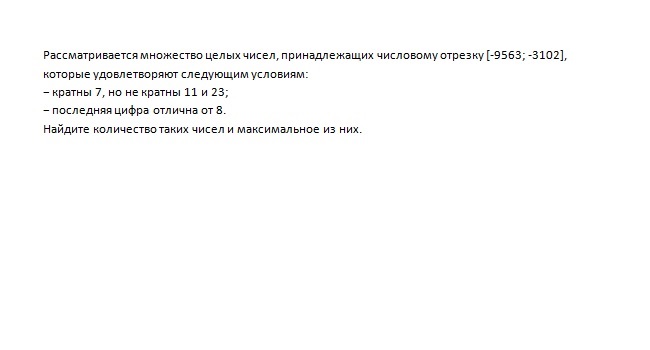 Рассматривается множество целых чисел, принадлежащих числовому отрезку [-9563; -3102],
которые удовлетворяют следующим условиям:
− кратны 7, но не кратны 11 и 23;
− последняя цифра отлична от 8.
Найдите количество таких чисел и максимальное из них.